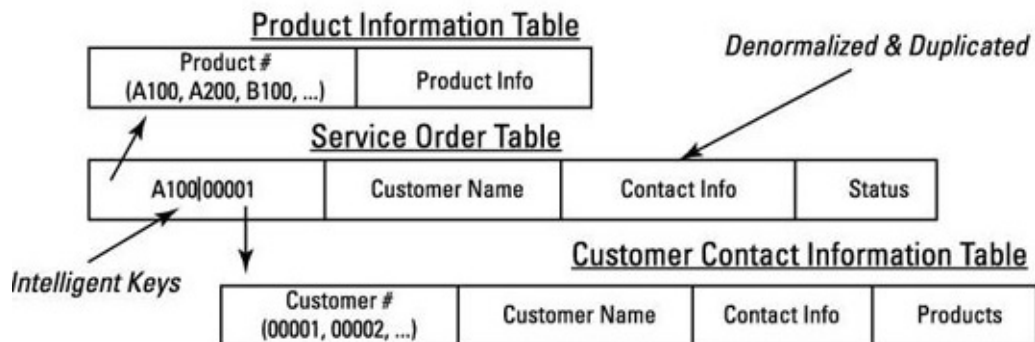 Product Information Table
Denormalized & Duplicated
Product #
(A100, A200, B100, ...)
Product Info
Service Order Table
A100|00001
Customer Name
Contact Info
Status
Intelligent Keys
Customer Contact Information Table
Customer #
(00001, 00002, ...)
Customer Name
Contact Info
Products